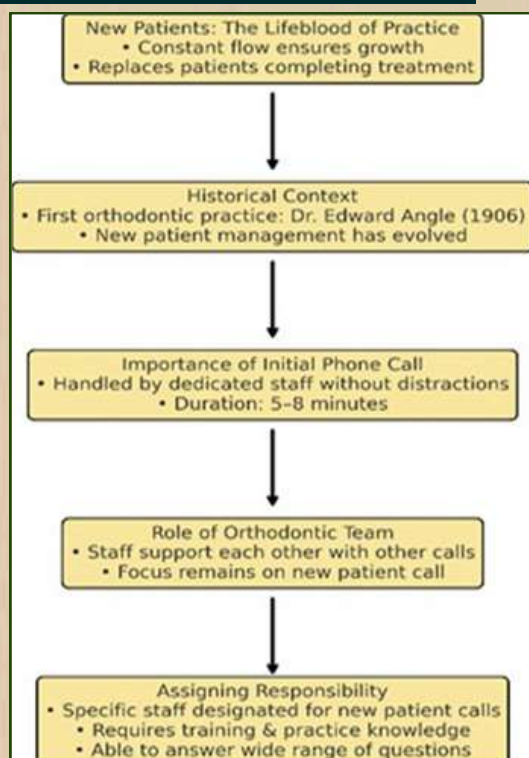 New Patients: The Lifeblood of Practice
• Constant flow ensures growth
• Replaces patients completing treatment
Historical Context
• First orthodontic practice: Dr. Edward Angle (1906)
• New patient management has evolved
Importance of Initial Phone Call
• Handled by dedicated staff without distractions
• Duration: 5–8 minutes
Role of Orthodontic Team
• Staff support each other with other calls
• Focus remains on new patient call
Assigning Responsibility
• Specific staff designated for new patient calls
• Requires training & practice knowledge
• Able to answer wide range of questions